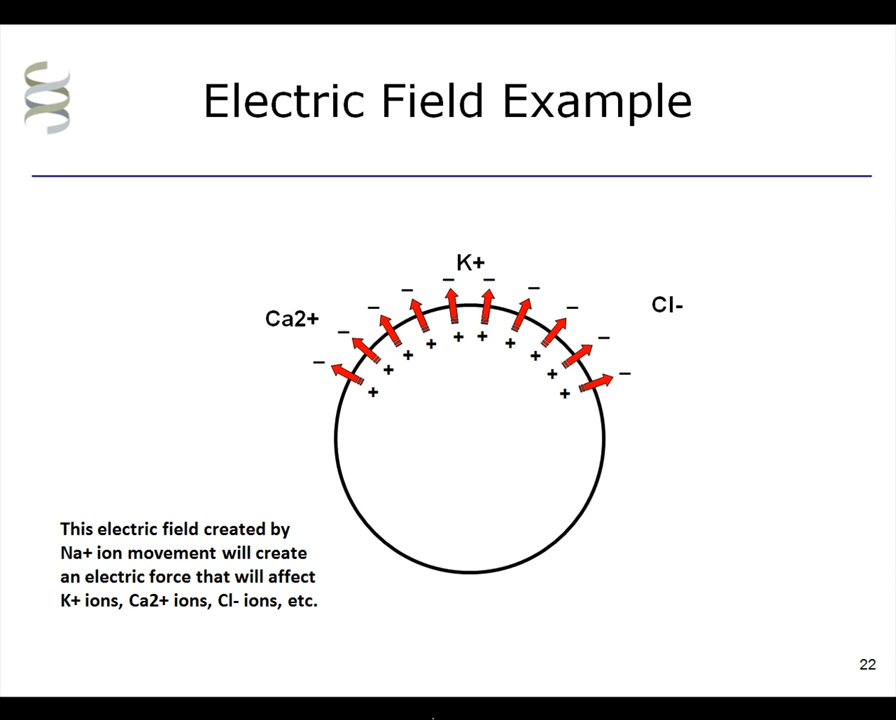 Electric Field Example
K+
Ca2+
Cl-
– – – – – – – – – –
+ + + + + + + + + + + +
This electric field created by
Na+ ion movement will create
an electric force that will affect
K+ ions, Ca2+ ions, Cl- ions, etc.
22